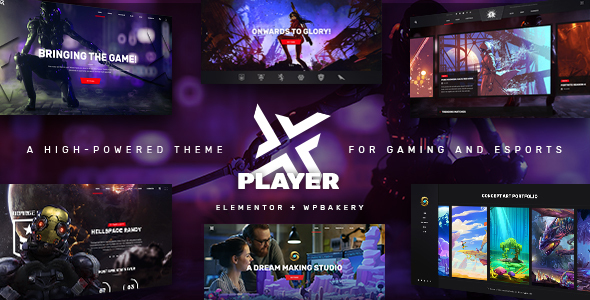 BRINGING THE GAME!
ONWARDS TO GLORY!
A HIGH-POWERED THEME
FOR GAMING AND ESPORTS
PLAYER
ELEMENTOR + WPBAKERY
HELLSPACE RANDY
A DREAM MAKING STUDIO
CONCEPT ART PORTFOLIO